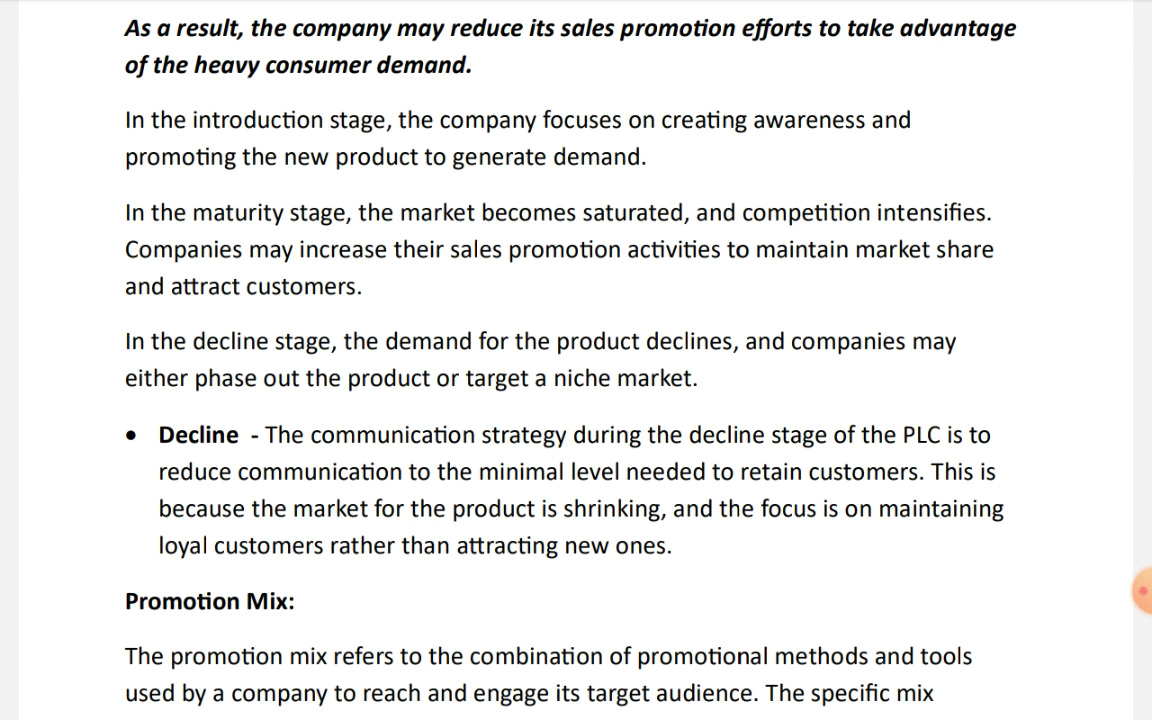 As a result, the company may reduce its sales promotion efforts to take advantage
of the heavy consumer demand.
In the introduction stage, the company focuses on creating awareness and
promoting the new product to generate demand.
In the maturity stage, the market becomes saturated, and competition intensifies.
Companies may increase their sales promotion activities to maintain market share
and attract customers.
In the decline stage, the demand for the product declines, and companies may
either phase out the product or target a niche market.
• Decline - The communication strategy during the decline stage of the PLC is to
reduce communication to the minimal level needed to retain customers. This is
because the market for the product is shrinking, and the focus is on maintaining
loyal customers rather than attracting new ones.
Promotion Mix:
The promotion mix refers to the combination of promotional methods and tools
used by a company to reach and engage its target audience. The specific mix